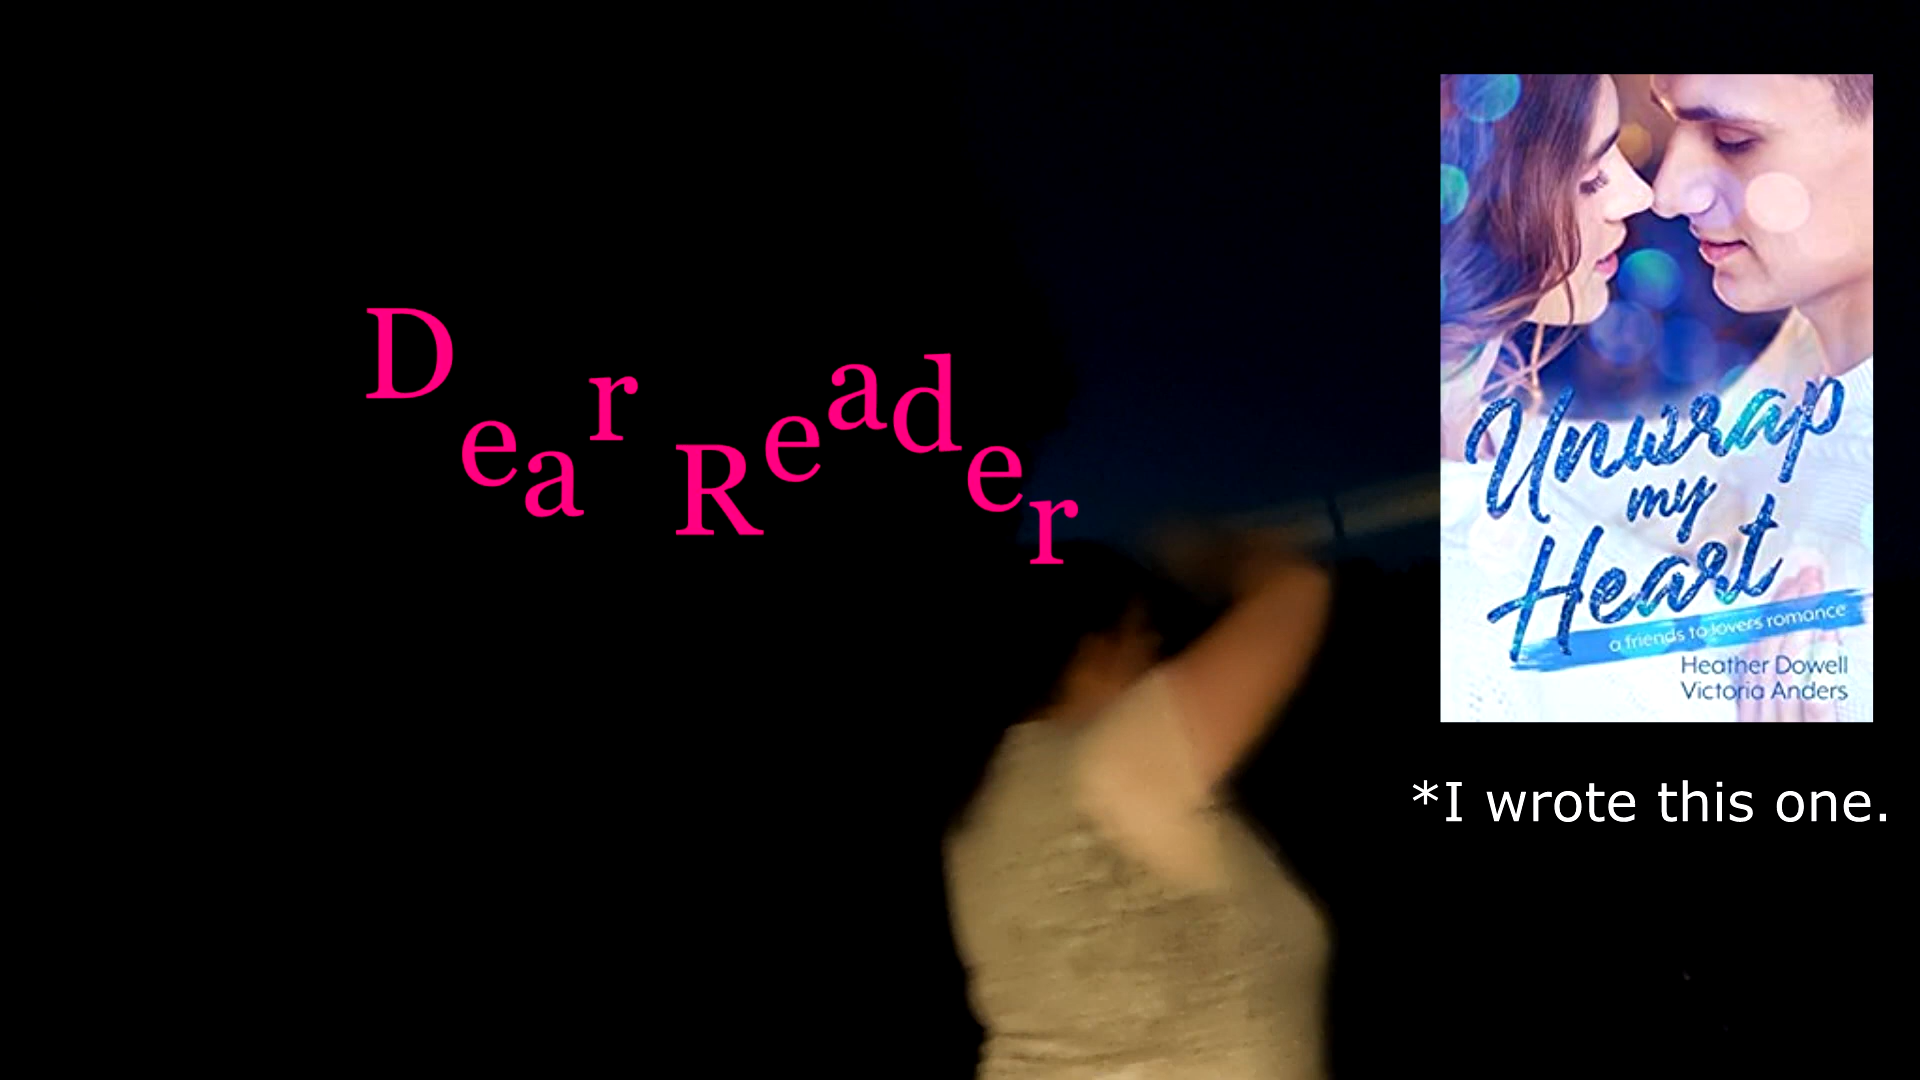 Dear Reader
Unwrap
my
Heart
a friends to lovers romance
Heather Dowell
Victoria Anders
*I wrote this one.